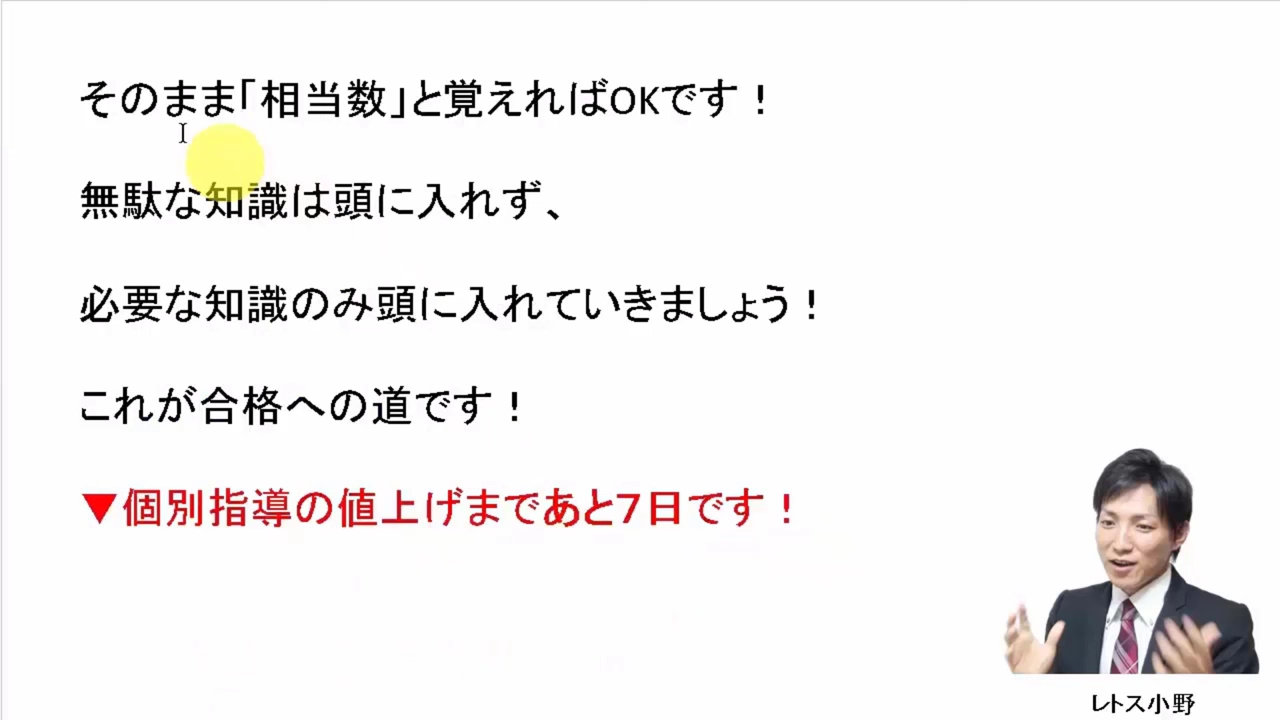 そのまま「相当数」と覚えればOKです！
無駄な知識は頭に入れず、
必要な知識のみ頭に入れていきましょう！
これが合格への道です！
▼個別指導の値上げまであと7日です！
レトス小野